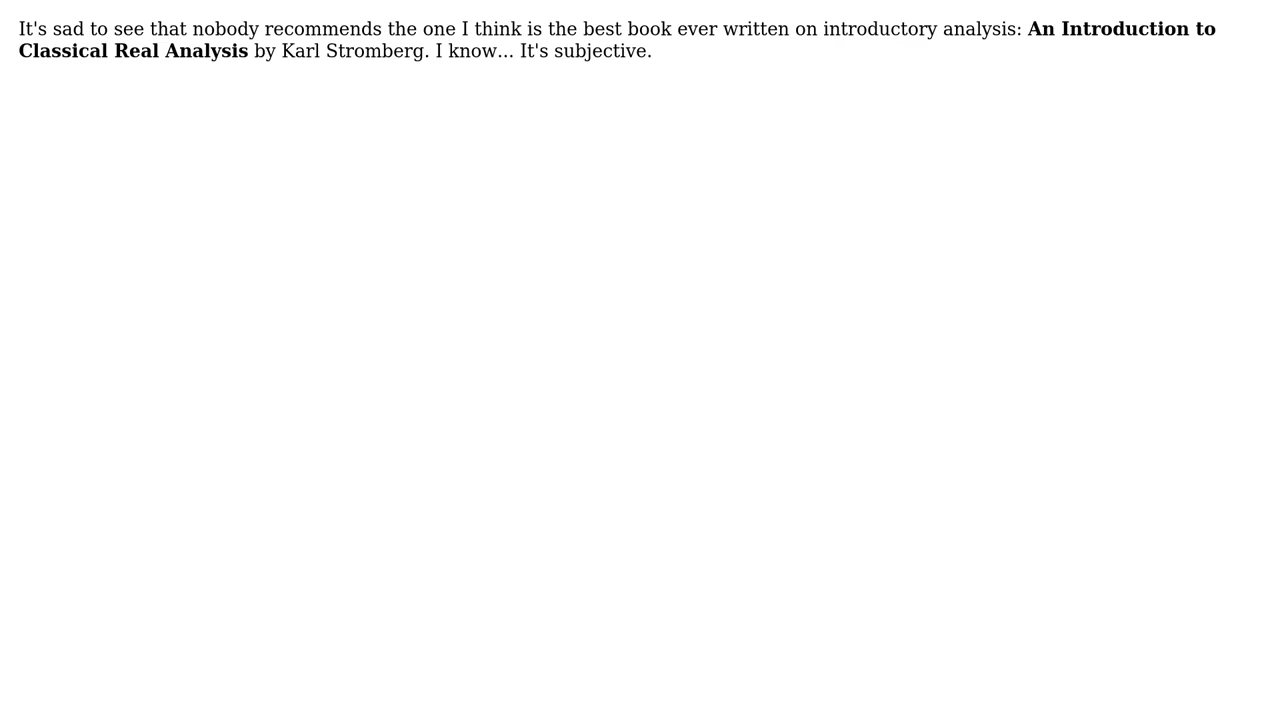 It's sad to see that nobody recommends the one I think is the best book ever written on introductory analysis: An Introduction to
Classical Real Analysis by Karl Stromberg. I know... It's subjective.